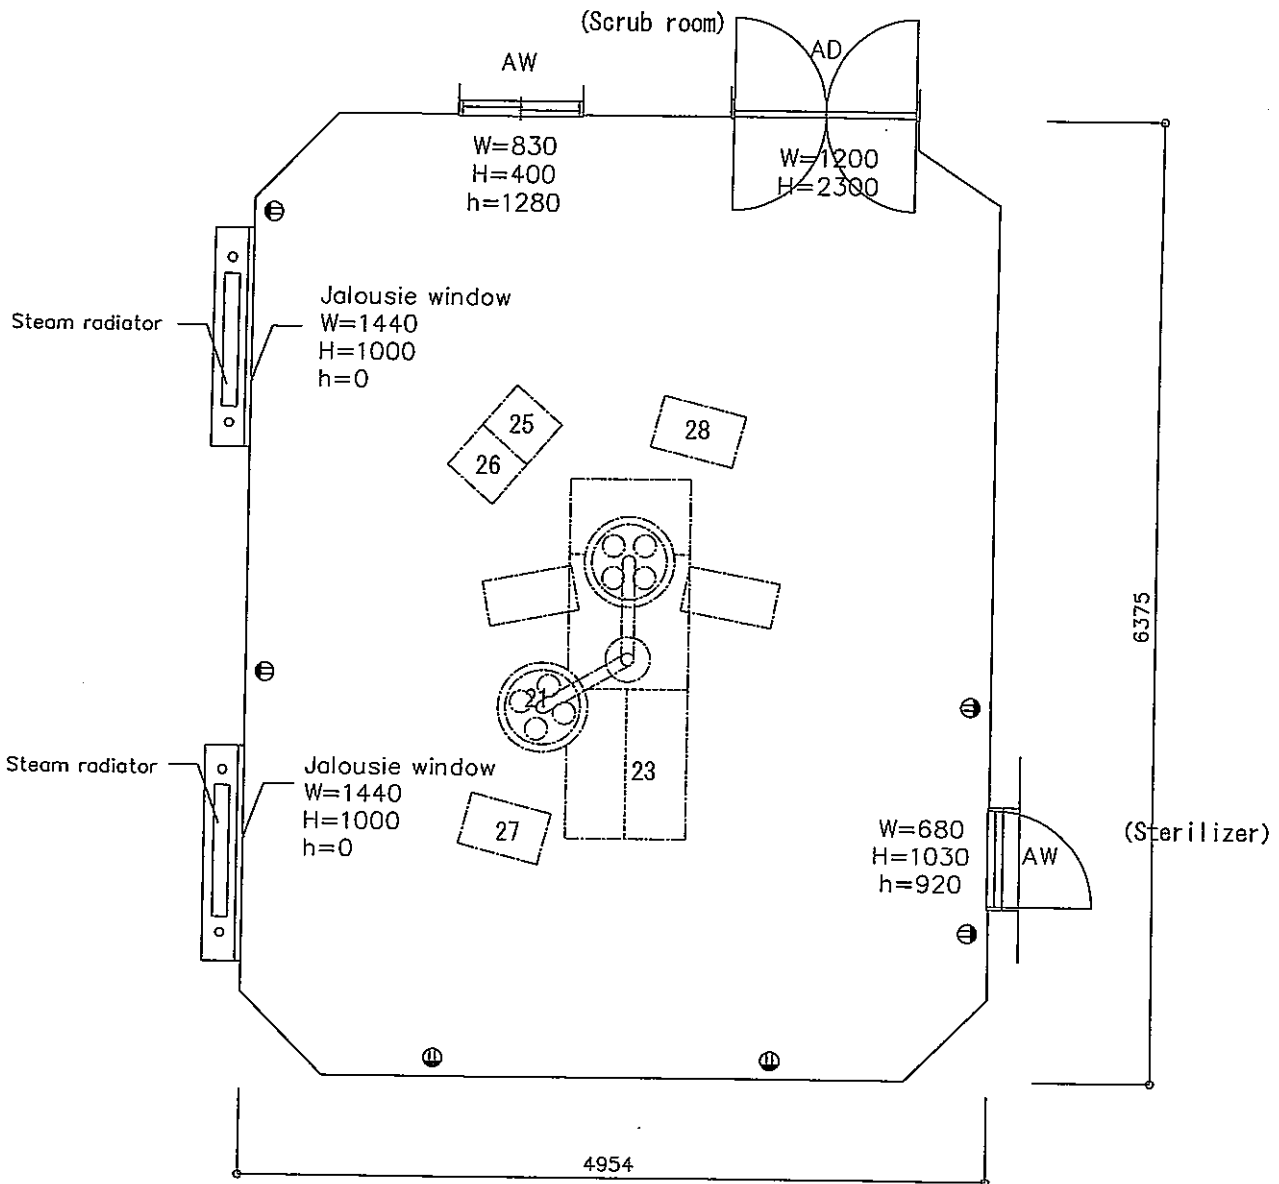 (Scrub room)
AD
AW
W=830
H=400
h=1280
W=1200
H=2300
Jalousie window
W=1440
H=1000
h=0
Steam radiator
25
26
28
6375
21
23
27
Steam radiator
Jalousie window
W=1440
H=1000
h=0
W=680
H=1030
h=920
AW
(Sterilizer)
4954